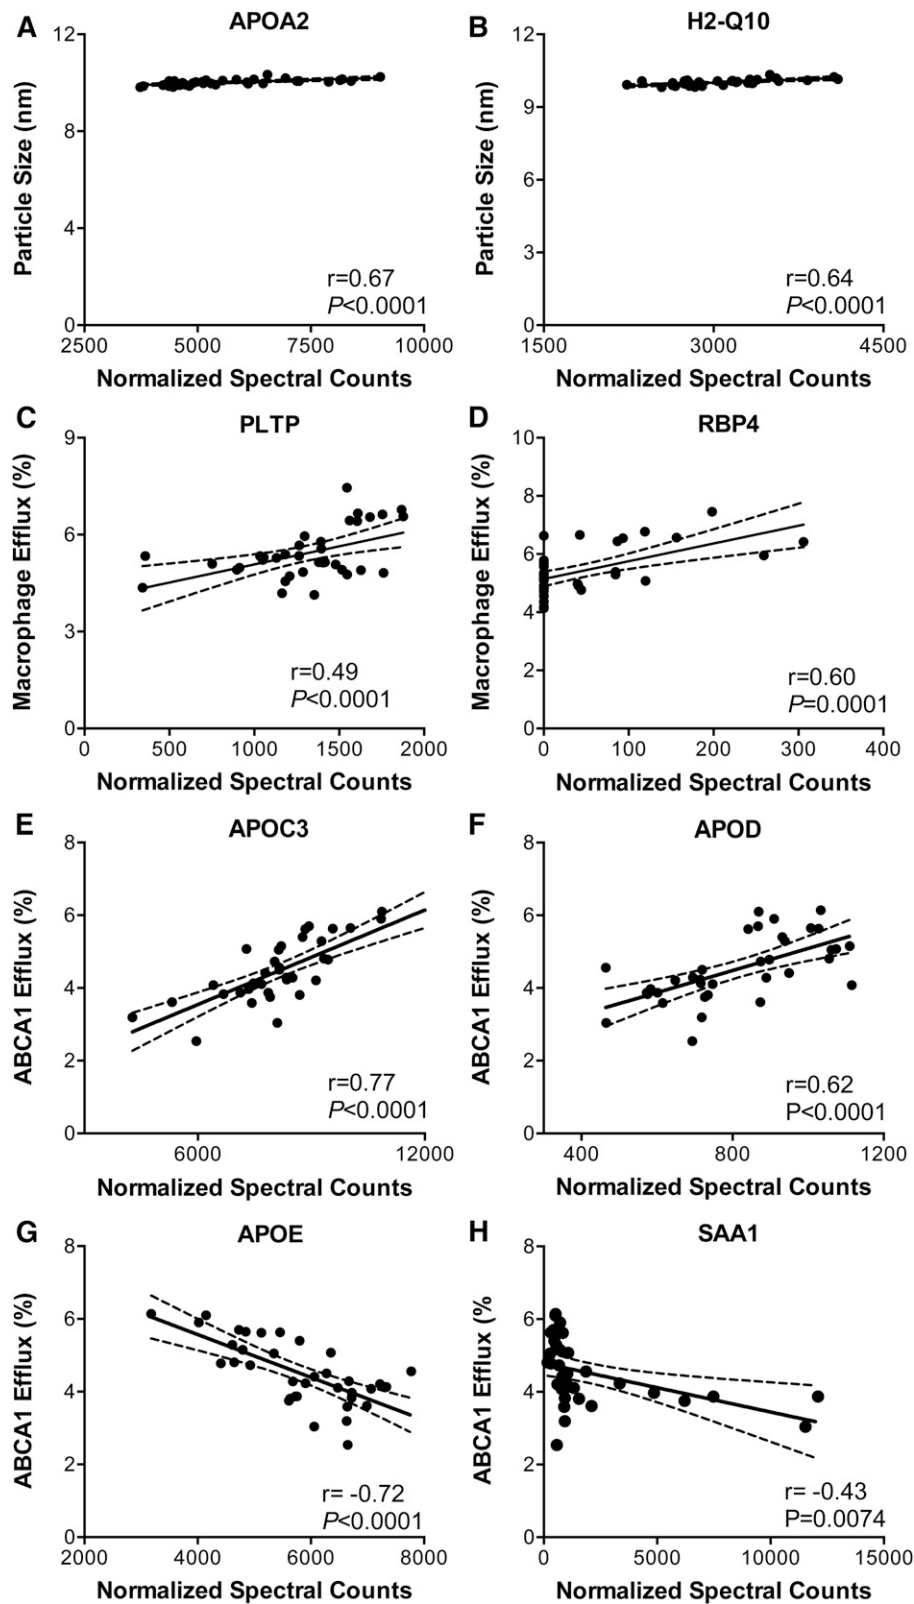 A
APOA2
12
8
4
0
Particle Size (nm)
r=0.67
P<0.0001
2500 5000 7500 10000
Normalized Spectral Counts
B
H2-Q10
12
9
6
3
0
Particle Size (nm)
r=0.64
P<0.0001
1500 3000 4500
Normalized Spectral Counts
C
PLTP
9
6
3
0
Macrophage Efflux (%)
r=0.49
P<0.0001
0 500 1000 1500 2000
Normalized Spectral Counts
D
RBP4
10
8
6
4
2
0
Macrophage Efflux (%)
r=0.60
P=0.0001
0 100 200 300 400
Normalized Spectral Counts
E
APOC3
8
6
4
2
0
ABCA1 Efflux (%)
r=0.77
P<0.0001
6000 12000
Normalized Spectral Counts
F
APOD
8
6
4
2
0
ABCA1 Efflux (%)
r=0.62
P<0.0001
400 800 1200
Normalized Spectral Counts
G
APOE
8
6
4
2
0
ABCA1 Efflux (%)
r= -0.72
P<0.0001
2000 4000 6000 8000
Normalized Spectral Counts
H
SAA1
8
6
4
2
0
ABCA1 Efflux (%
r= -0.43
P=0.0074
0 5000 10000 15000
Normalized Spectral Counts